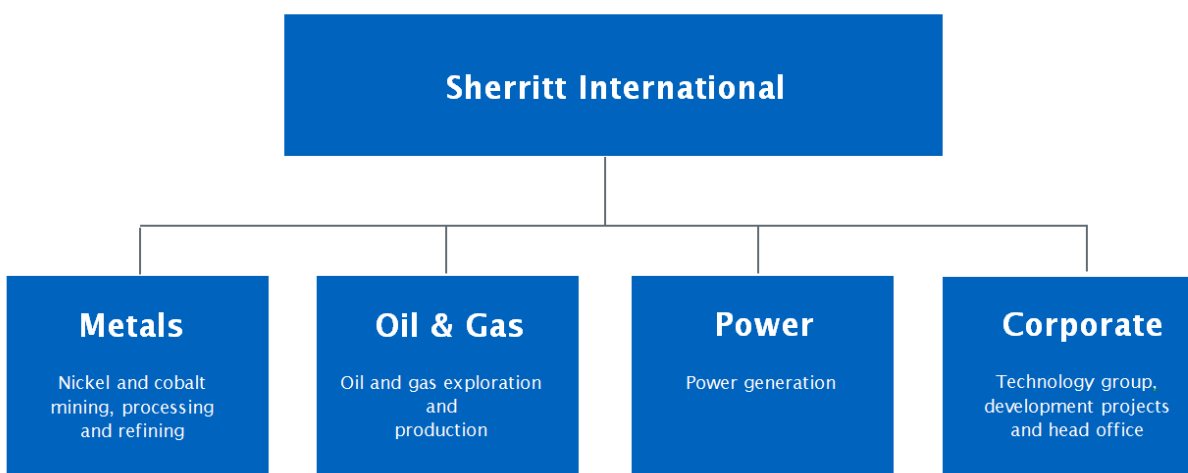 Sherritt International
Metals
Nickel and cobalt
mining, processing
and refining
Oil & Gas
Oil and gas exploration
and
production
Power
Power generation
Corporate
Technology group,
development projects
and head office